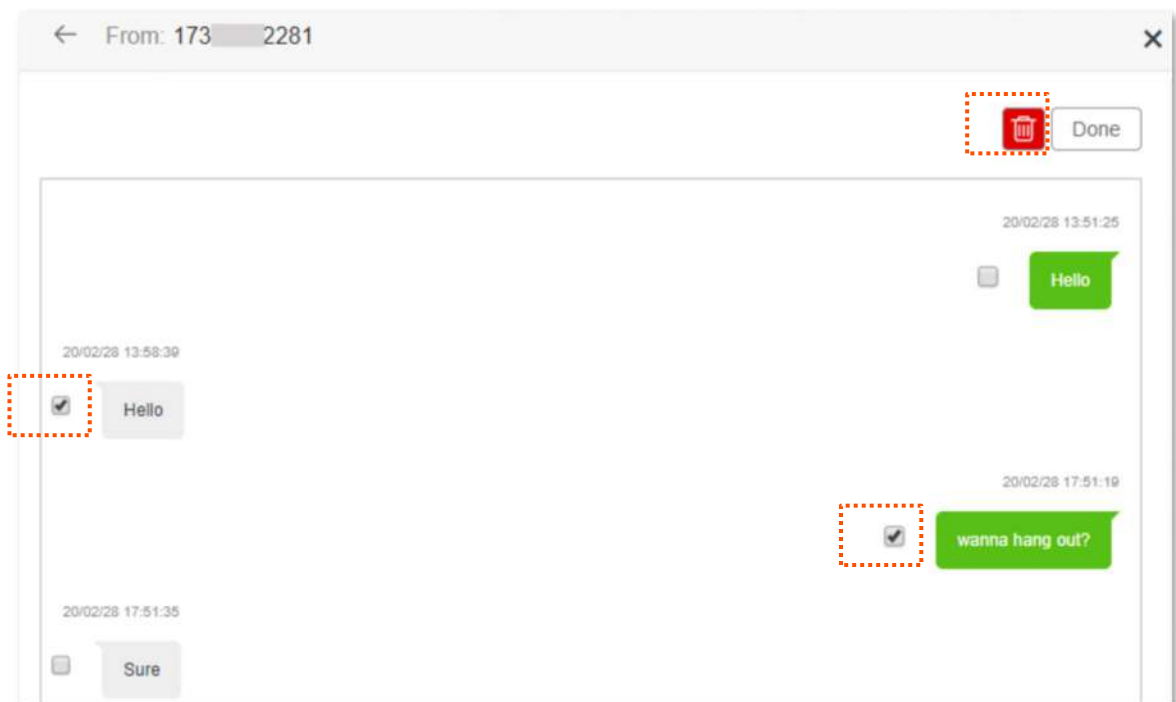 From: 173 2281
Done
20/02/28 13:51:25
Hello
20/02/28 13:58:39
Hello
20/02/28 17:51:19
wanna hang out?
20/02/28 17:51:35
Sure